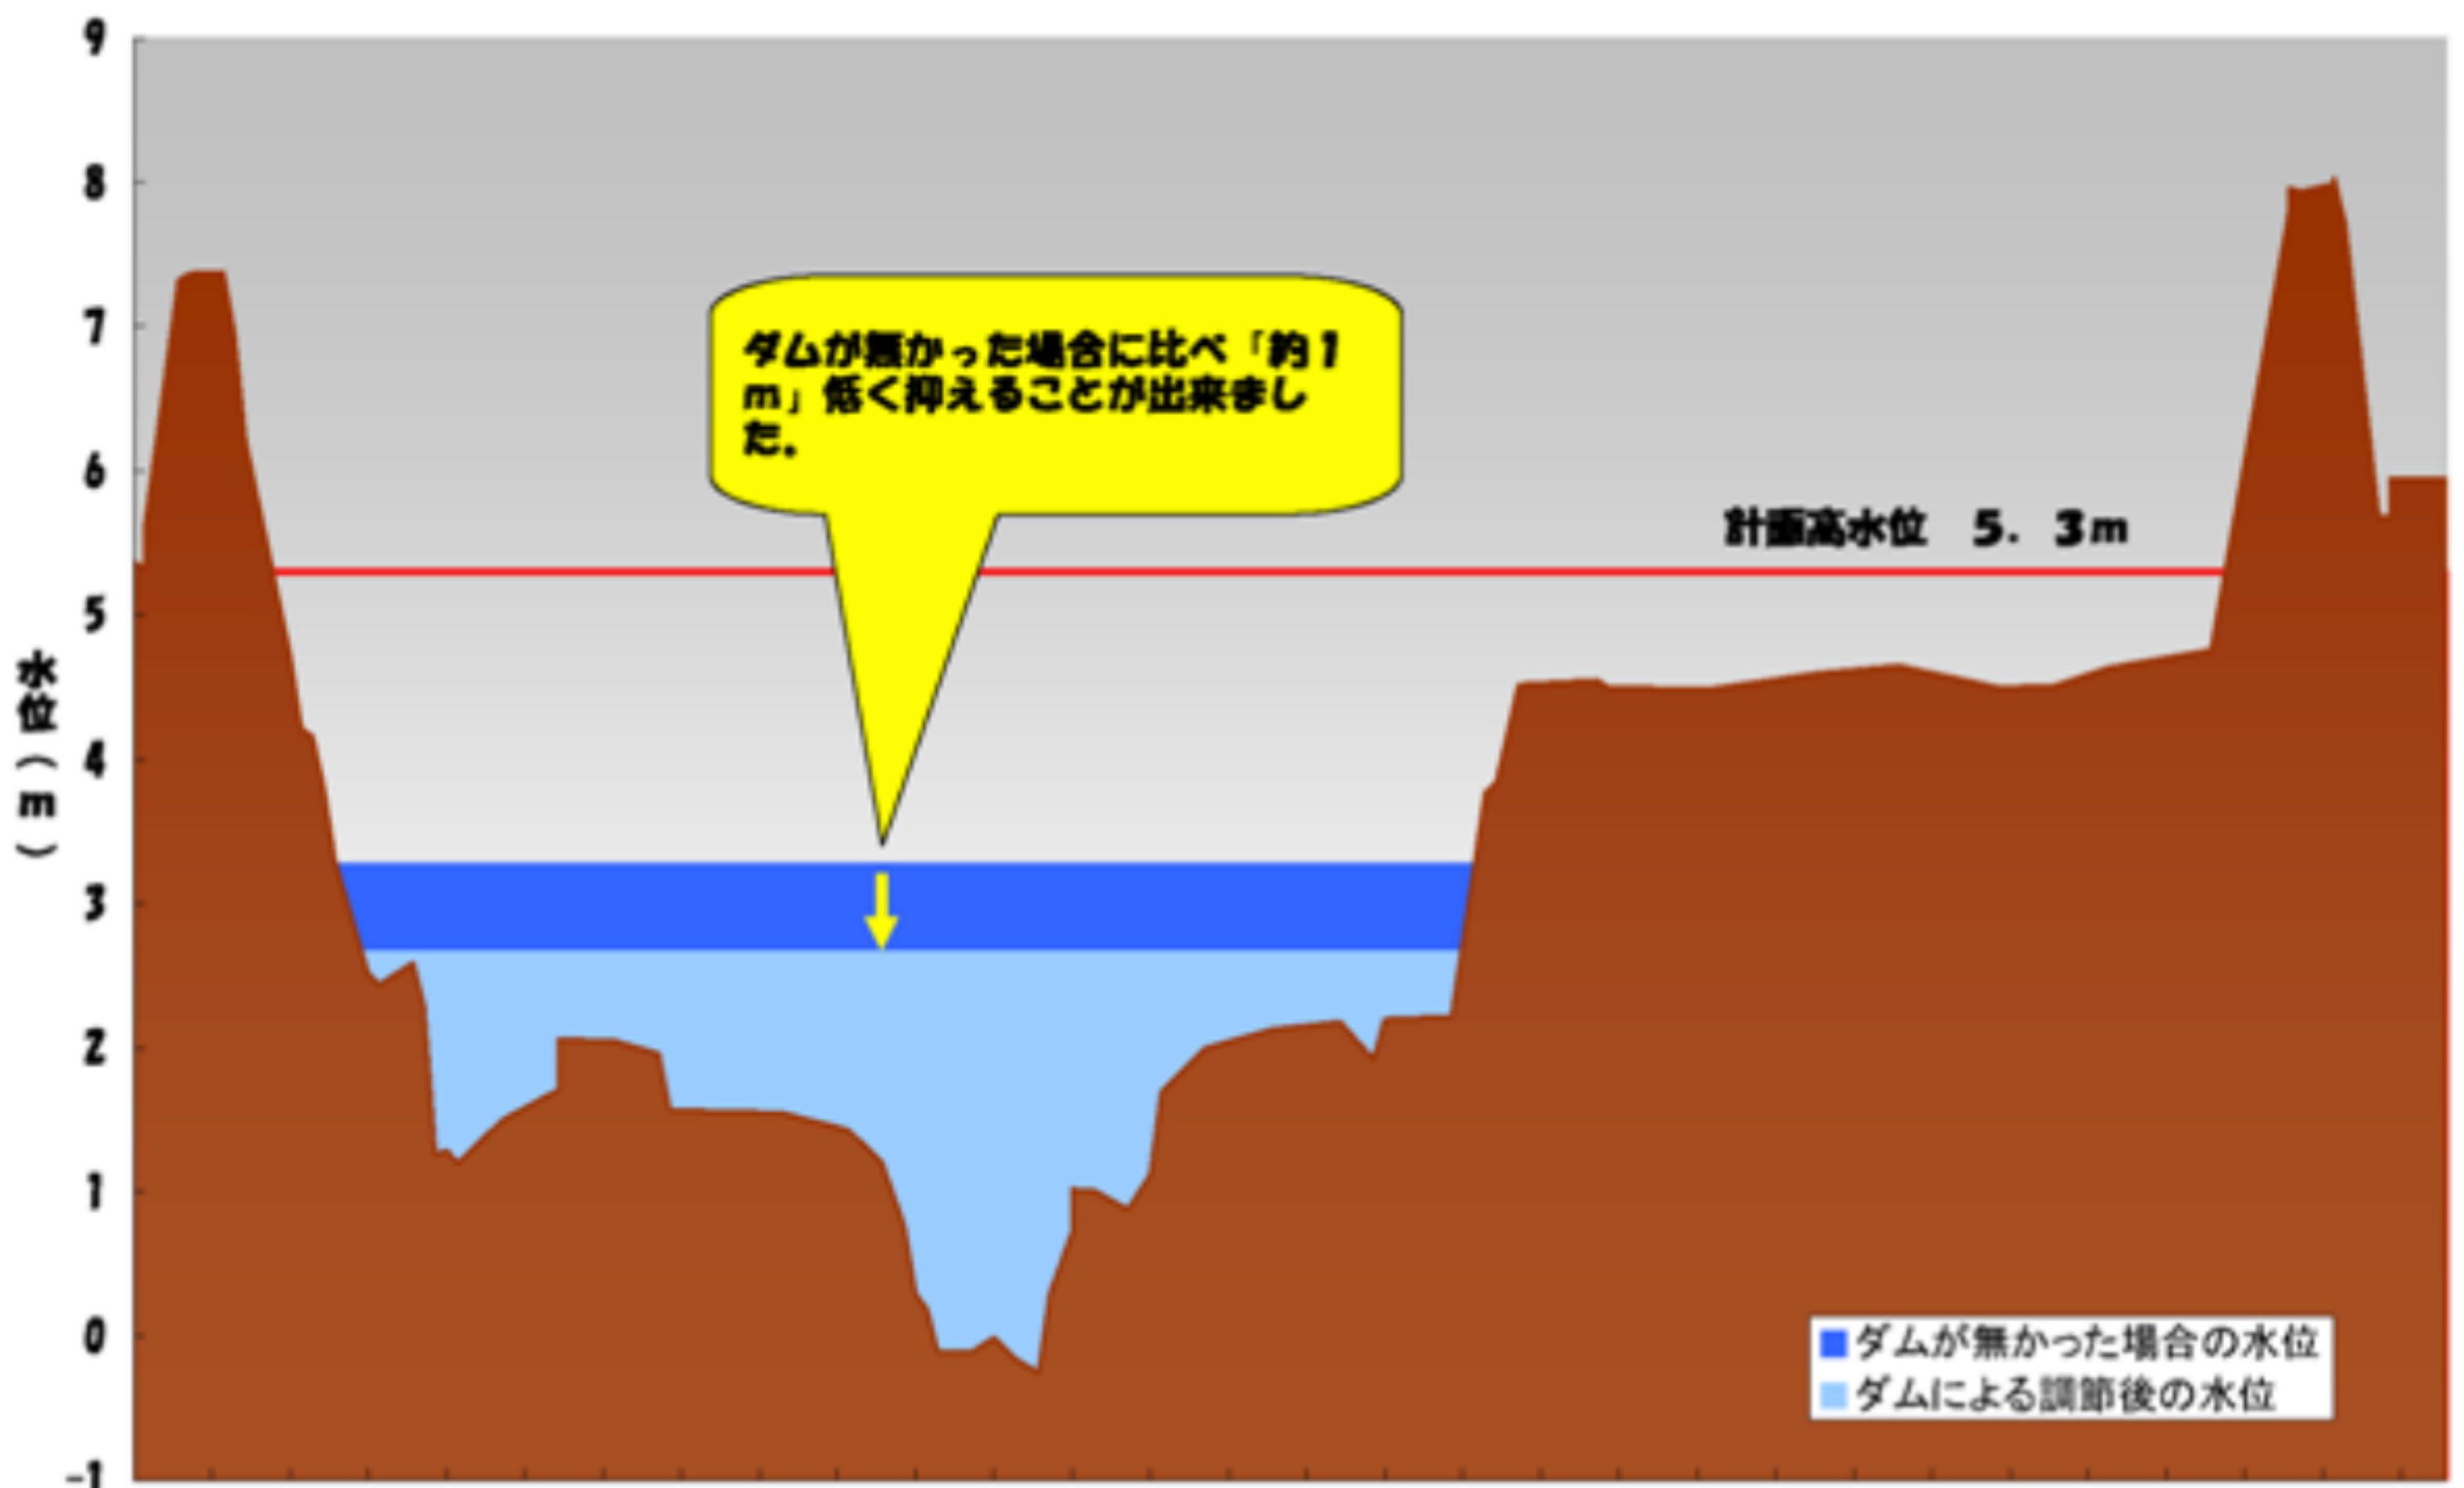 9
8
7
6
5
4
3
2
1
0
-1
水位(m)
ダムが無かった場合に比べ「約1
m」低く抑えることが出来まし
た。
計画高水位 5. 3m
ダムが無かった場合の水位
ダムによる調節後の水位